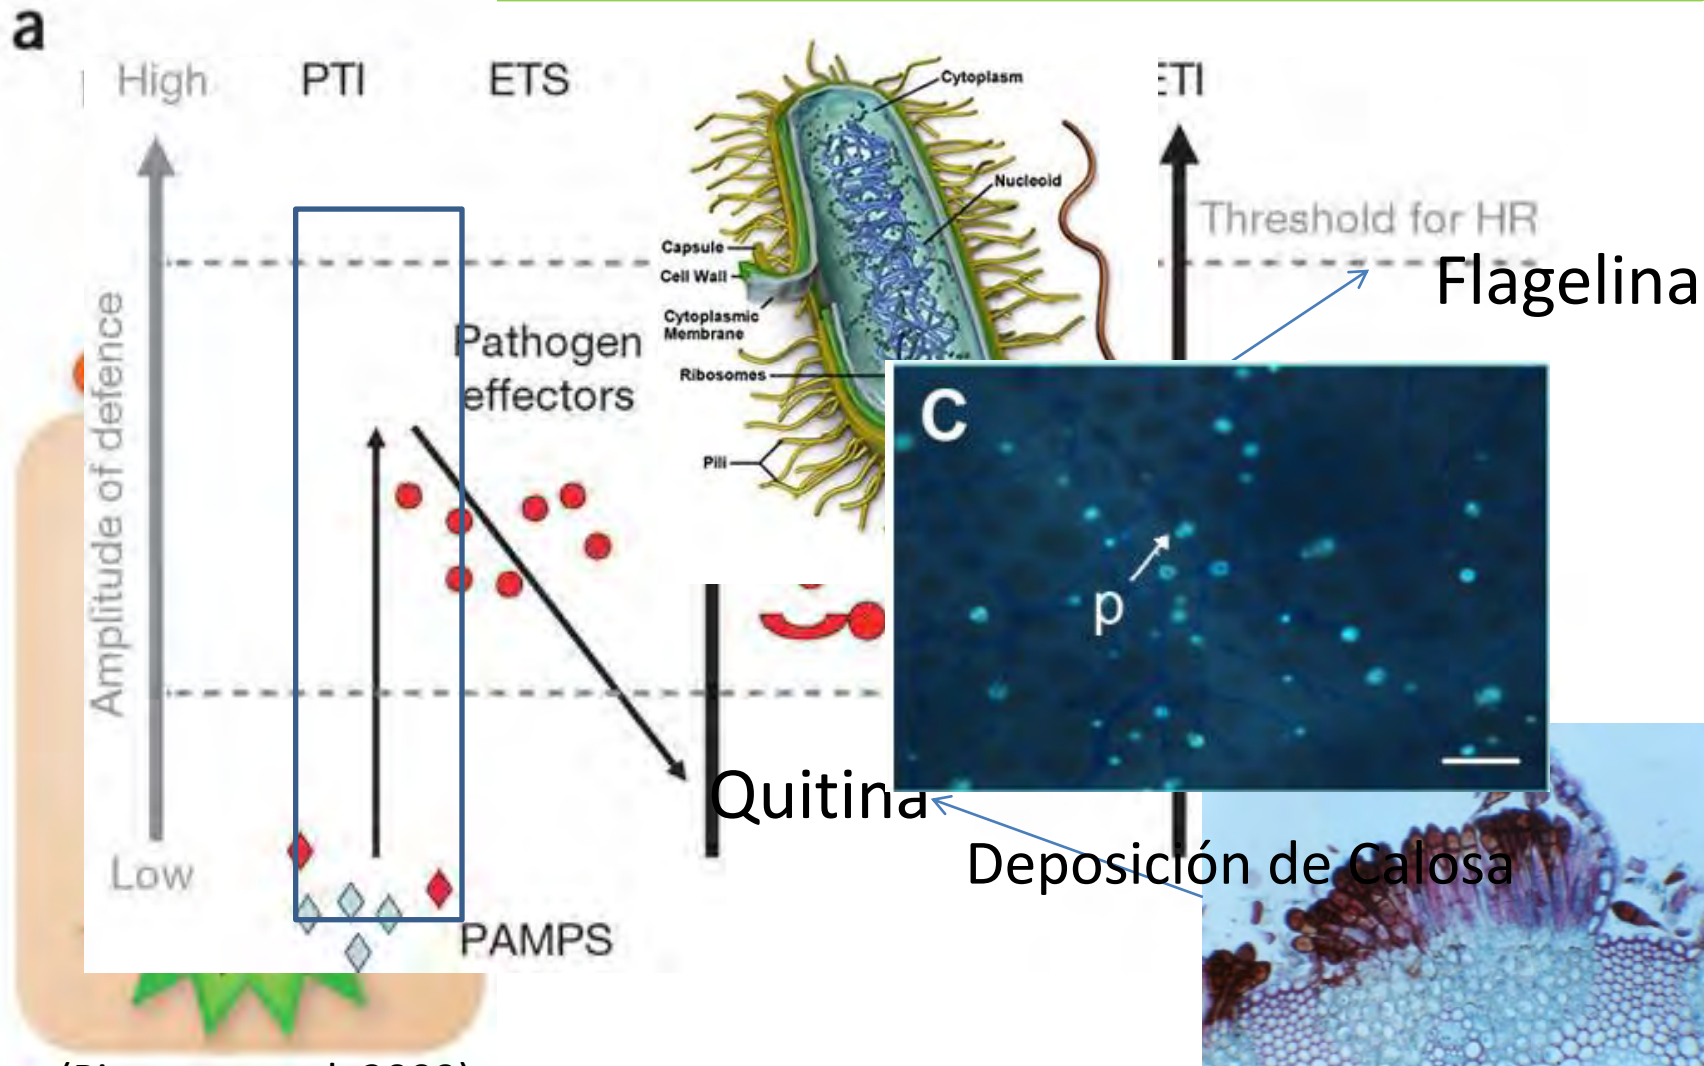 a
High
PTI
ETS
ETI
Cytoplasm
Nucleoid
Threshold for HR
Capsule
Cell Wall
Cytoplasmic
Membrane
Flagelina
Amplitude of defence
Pathogen
effectors
Ribosomes
C
Pili
p
Quitina
Deposición de Calosa
Low
PAMPS